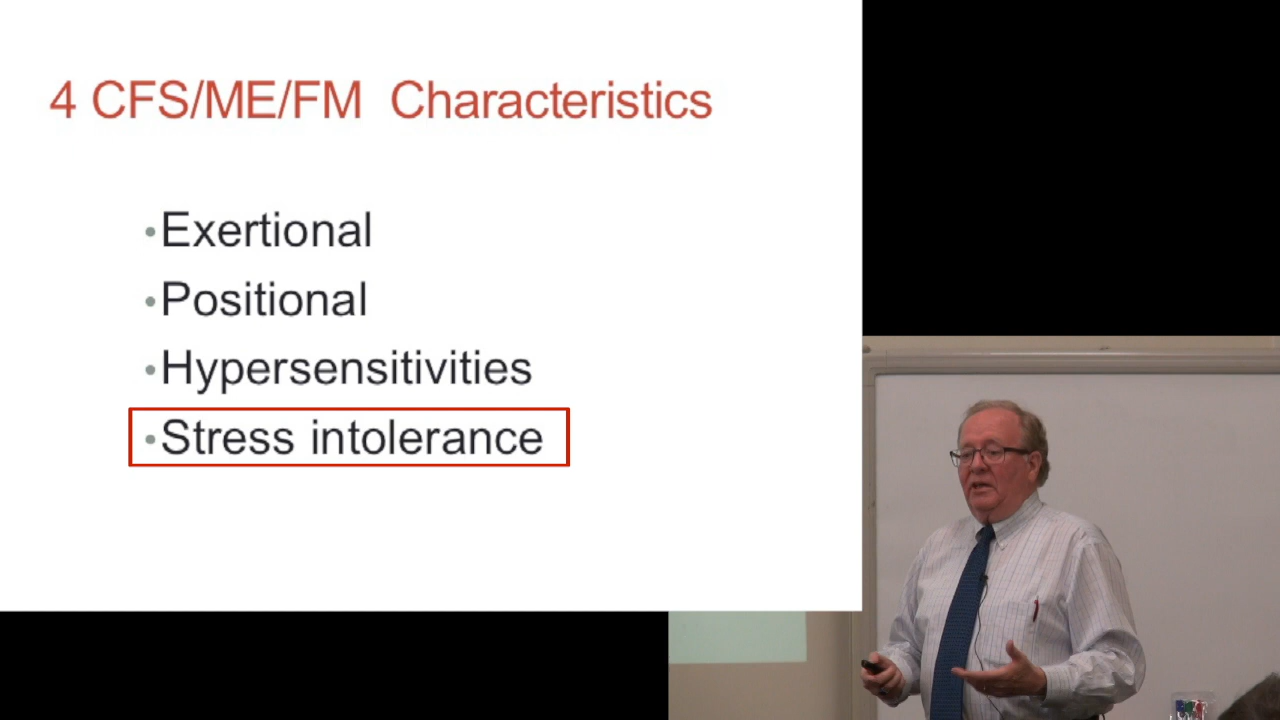 4 CFS/ME/FM Characteristics
•Exertional
•Positional
•Hypersensitivities
•Stress intolerance